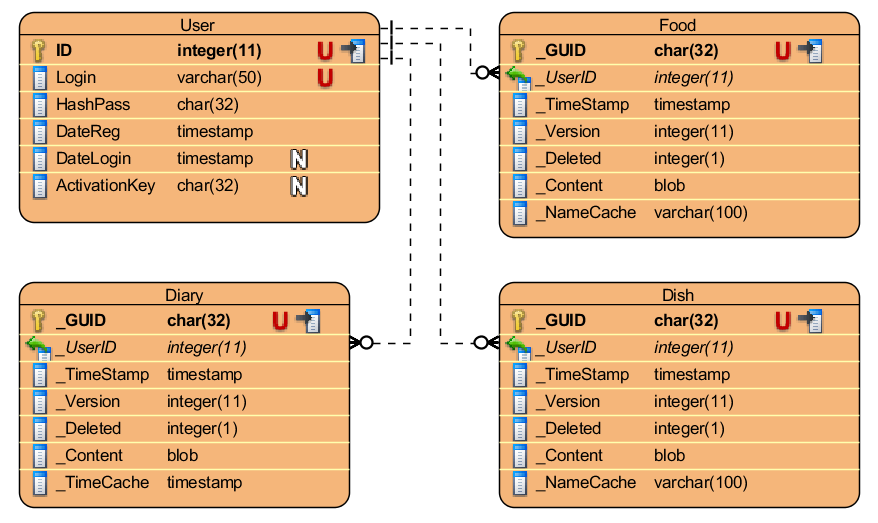 User
ID integer(11) U
Login varchar(50) U
HashPass char(32)
DateReg timestamp
DateLogin timestamp N
ActivationKey char(32) N
Food
_GUID char(32) U
_UserID integer(11)
_TimeStamp timestamp
_Version integer(11)
_Deleted integer(1)
_Content blob
_NameCache varchar(100)
Diary
_GUID char(32) U
_UserID integer(11)
_TimeStamp timestamp
_Version integer(11)
_Deleted integer(1)
_Content blob
_TimeCache timestamp
Dish
_GUID char(32) U
_UserID integer(11)
_TimeStamp timestamp
_Version integer(11)
_Deleted integer(1)
_Content blob
_NameCache varchar(100)